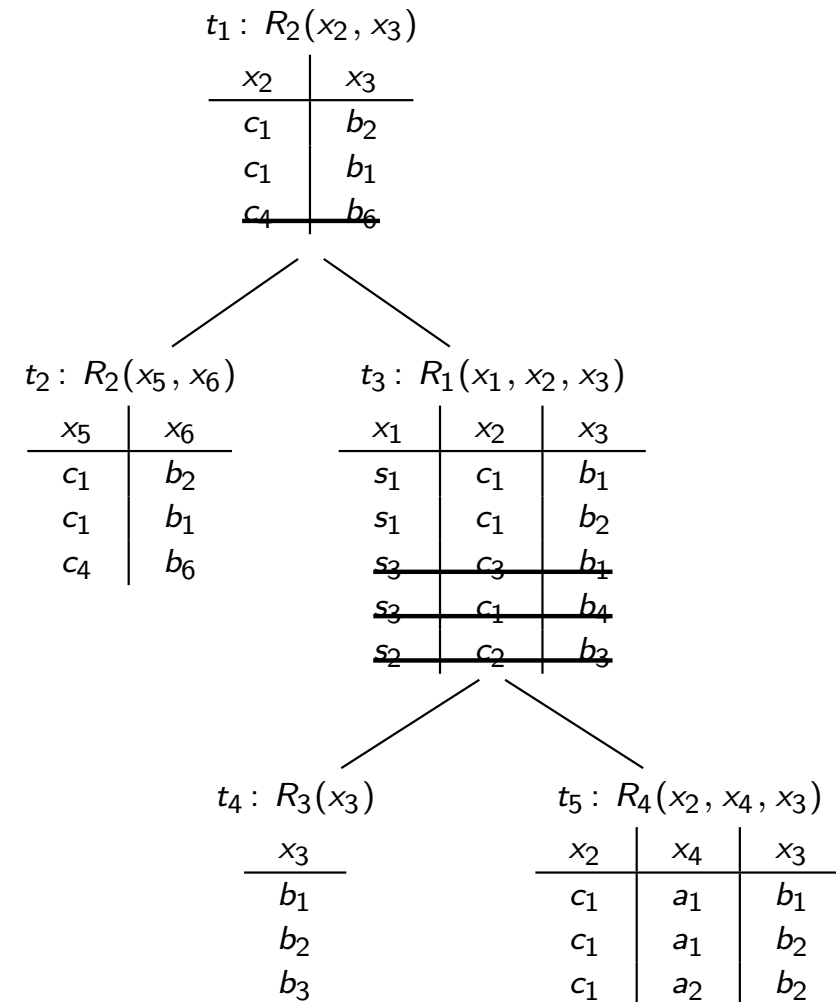 t₁: R₂(x₂, x₃)
x₂ x₃
c₁ b₂
c₁ b₁
c₄ b₆
t₂: R₂(x₅, x₆)
x₅ x₆
c₁ b₂
c₁ b₁
c₄ b₆
t₃: R₁(x₁, x₂, x₃)
x₁ x₂ x₃
s₁ c₁ b₁
s₁ c₁ b₂
s₃ c₃ b₁
s₃ c₁ b₄
s₂ c₂ b₃
t₄: R₃(x₃)
x₃
b₁
b₂
b₃
t₅: R₄(x₂, x₄, x₃)
x₂ x₄ x₃
c₁ a₁ b₁
c₁ a₁ b₂
c₁ a₂ b₂